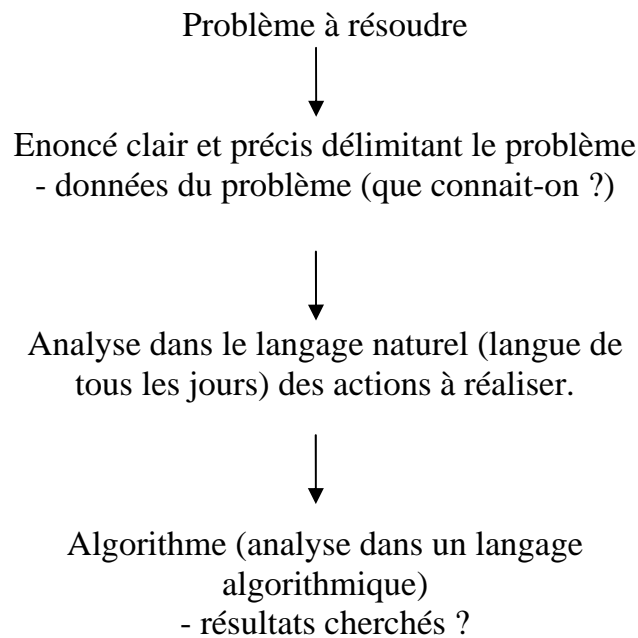 Problème à résoudre
Enoncé clair et précis délimitant le problème
- données du problème (que connait-on ?)
Analyse dans le langage naturel (langue de
tous les jours) des actions à réaliser.
Algorithme (analyse dans un langage
algorithmique)
- résultats cherchés ?